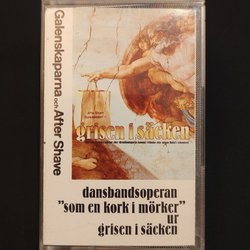 Galenskaparna och After Shave
grisen i säcken
dansbandsoperan
"som en kork i mörker"
ur
grisen i säcken